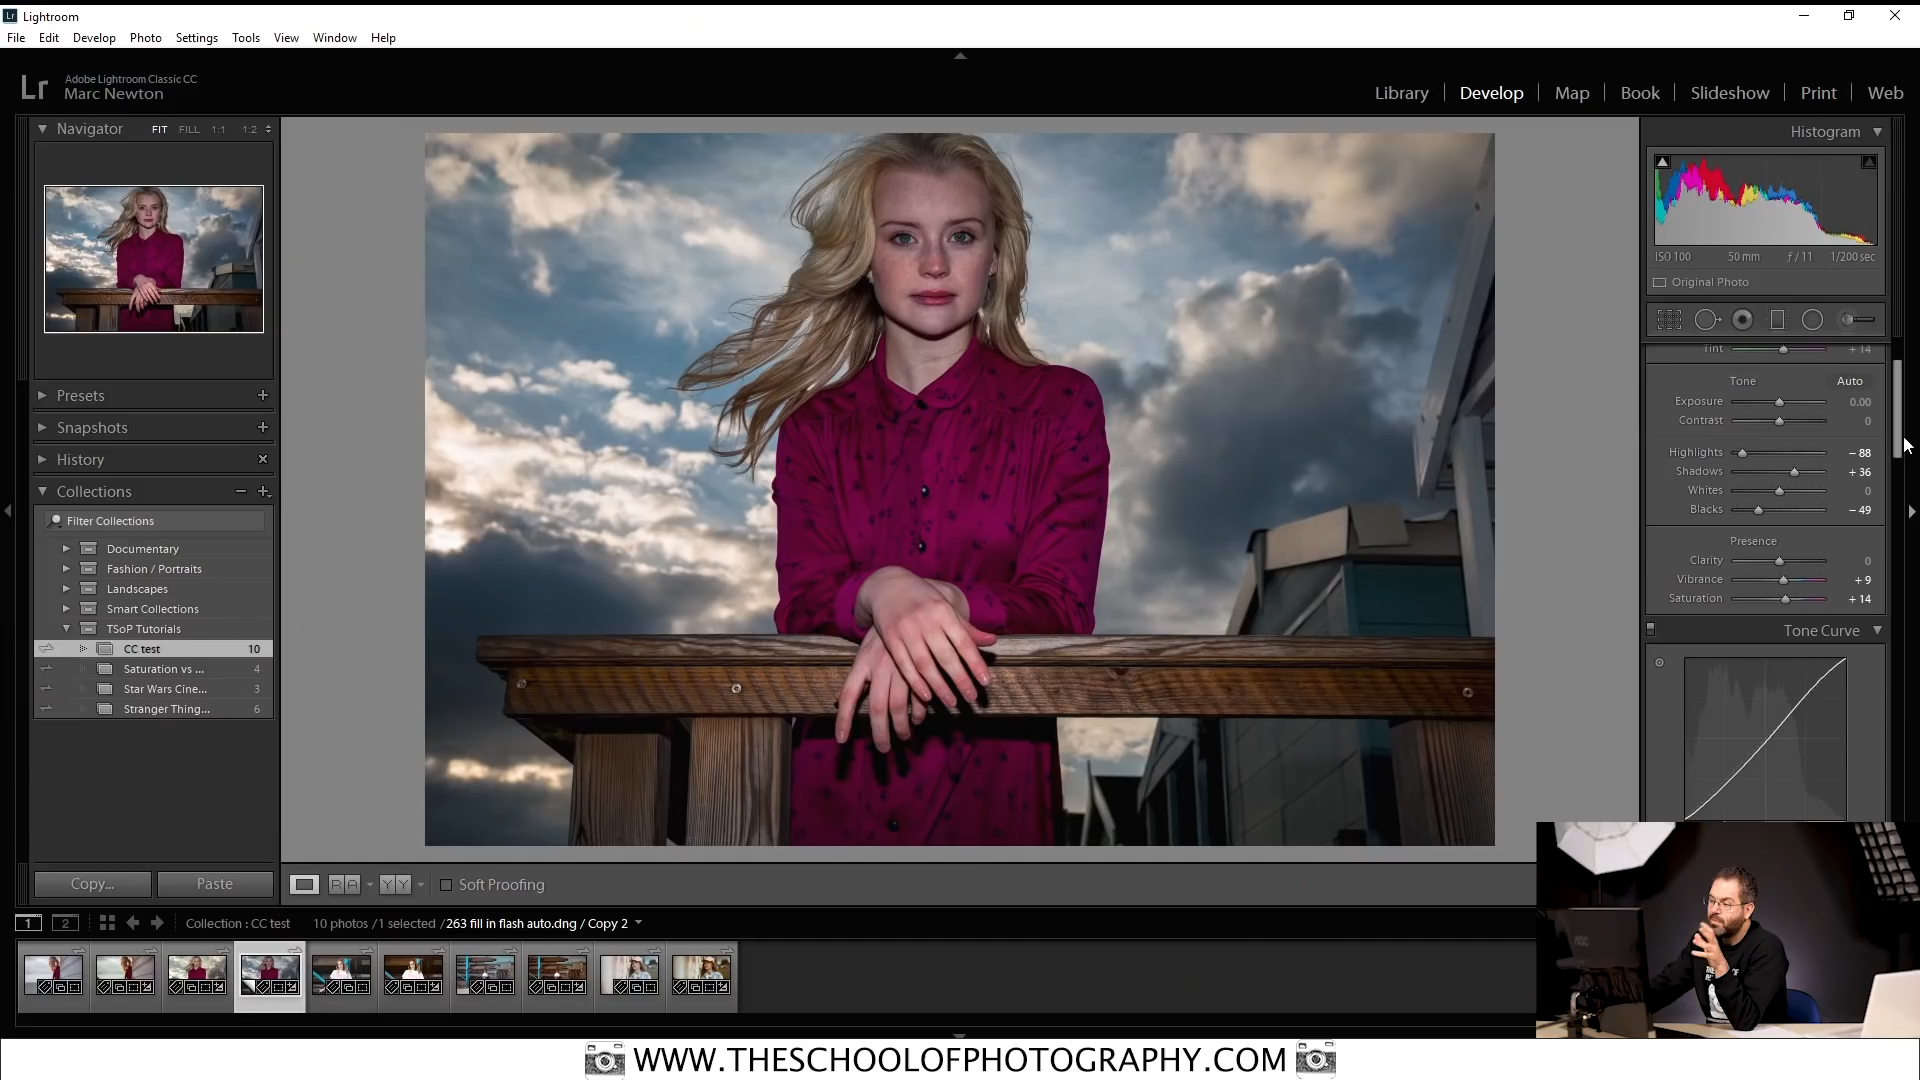 Lr Lightroom
File Edit Develop Photo Settings Tools View Window Help
Lr Adobe Lightroom Classic CC
Marc Newton
Library Develop Map Book Slideshow Print Web
Navigator FIT FILL 1:1 1:2
Presets
Snapshots
History
Collections
Filter Collections
Documentary
Fashion / Portraits
Landscapes
Smart Collections
TSoP Tutorials
CC test 10
Saturation vs ... 4
Star Wars Cine... 3
Stranger Thing... 6
Copy... Paste
Histogram
ISO 100 50 mm ƒ / 11 1/200 sec
Original Photo
Tint + 14
Tone Auto
Exposure 0.00
Contrast 0
Highlights – 88
Shadows + 36
Whites 0
Blacks – 49
Presence
Clarity 0
Vibrance + 9
Saturation + 14
Tone Curve
R A Y Y Soft Proofing
1 2 Collection : CC test 10 photos / 1 selected / 263 fill in flash auto.dng / Copy 2
WWW.THESCHOOLOFPHOTOGRAPHY.COM